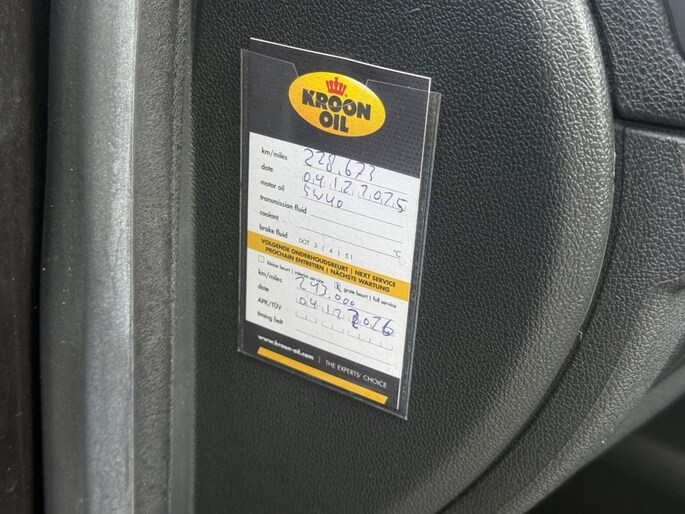 KROON
OIL
km/miles 228.673
date 04 12 2025
motor oil 5W40
transmission fluid
coolant °C
brake fluid DOT 3 | 4 | 5 |
VOLGENDE ONDERHOUDSBEURT | NEXT SERVICE
PROCHAIN ENTRETIEN | NÄCHSTE WARTUNG
kleine beurt | interim service x grote beurt | full service
km/miles 243.000
date 04 12 2026
APK/TÜV
timing belt
www.kroon-oil.com | THE EXPERTS' CHOICE